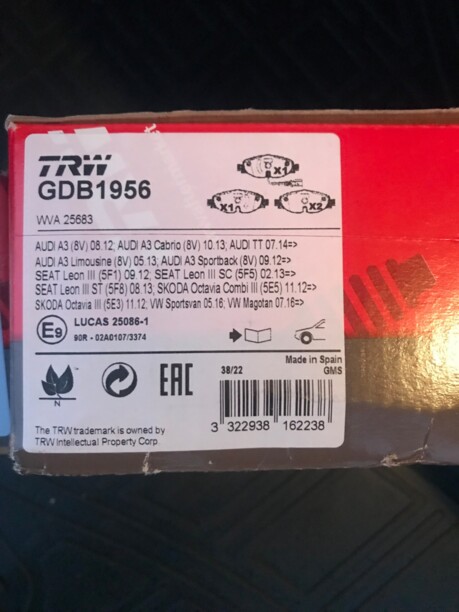 TRW
GDB1956
X1
X1 X2
WVA 25683
AUDI A3 (8V) 08.12; AUDI A3 Cabrio (8V) 10.13; AUDI TT 07.14=>
AUDI A3 Limousine (8V) 05.13, AUDI A3 Sportback (8V) 09.12=>
SEAT Leon III (5F1) 09.12; SEAT Leon III SC (5F5) 02.13=>
SEAT Leon III ST (5F8) 08.13, SKODA Octavia Combi III (5E5) 11.12=>
SKODA Octavia III (5E3) 11.12; VW Sportsvan 05.16; VW Magotan 07.16=>
E9 LUCAS 25086-1
90R - 02A0107/3374
Made in Spain
38/22 GMS
N
EAC
3 322938 162238
The TRW trademark is owned by
TRW Intellectual Property Corp.